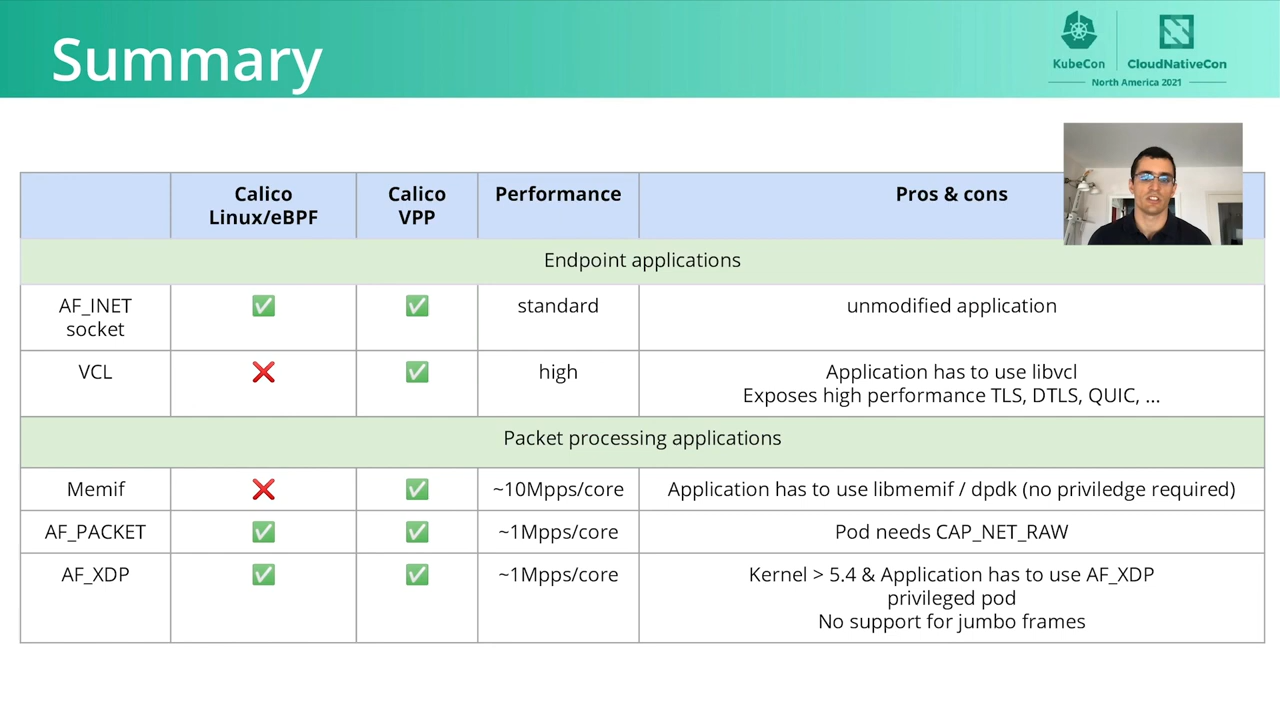 Summary
KubeCon
CloudNativeCon
North America 2021
Calico
Linux/eBPF
Calico
VPP
Performance
Pros & cons
Endpoint applications
AF_INET
socket
✅
✅
standard
unmodified application
VCL
❌
✅
high
Application has to use libvcl
Exposes high performance TLS, DTLS, QUIC, ...
Packet processing applications
Memif
❌
✅
~10Mpps/core
Application has to use libmemif / dpdk (no priviledge required)
AF_PACKET
✅
✅
~1Mpps/core
Pod needs CAP_NET_RAW
AF_XDP
✅
✅
~1Mpps/core
Kernel > 5.4 & Application has to use AF_XDP
privileged pod
No support for jumbo frames